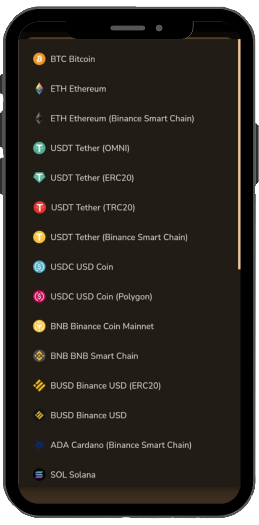 BTC Bitcoin
ETH Ethereum
ETH Ethereum (Binance Smart Chain)
USDT Tether (OMNI)
USDT Tether (ERC20)
USDT Tether (TRC20)
USDT Tether (Binance Smart Chain)
USDC USD Coin
USDC USD Coin (Polygon)
BNB Binance Coin Mainnet
BNB BNB Smart Chain
BUSD Binance USD (ERC20)
BUSD Binance USD
ADA Cardano (Binance Smart Chain)
SOL Solana